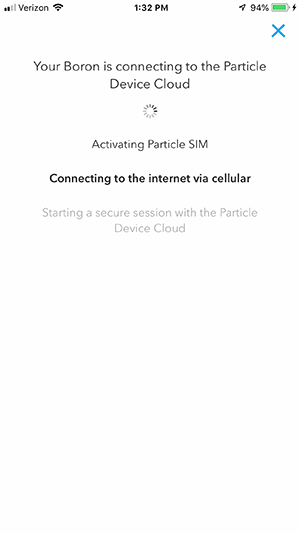 Verizon 1:32 PM 94%
Your Boron is connecting to the Particle
Device Cloud
Activating Particle SIM
Connecting to the internet via cellular
Starting a secure session with the Particle
Device Cloud